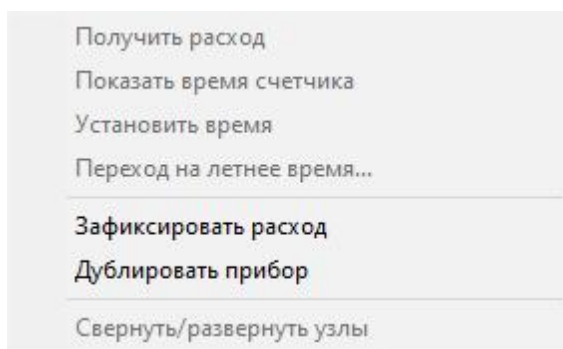 Получить расход
Показать время счетчика
Установить время
Переход на летнее время...
Зафиксировать расход
Дублировать прибор
Свернуть/развернуть узлы